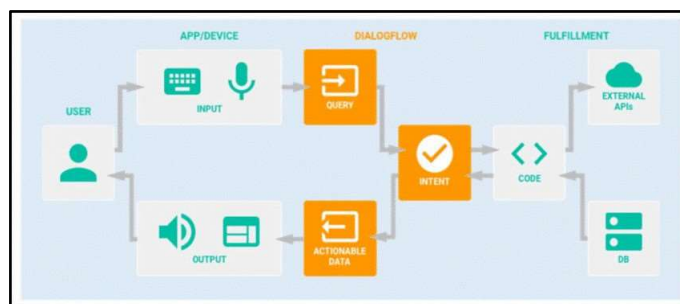 APP/DEVICE
DIALOGFLOW
FULFILLMENT
USER
INPUT
QUERY
EXTERNAL
APIs
INTENT
CODE
OUTPUT
ACTIONABLE
DATA
DB